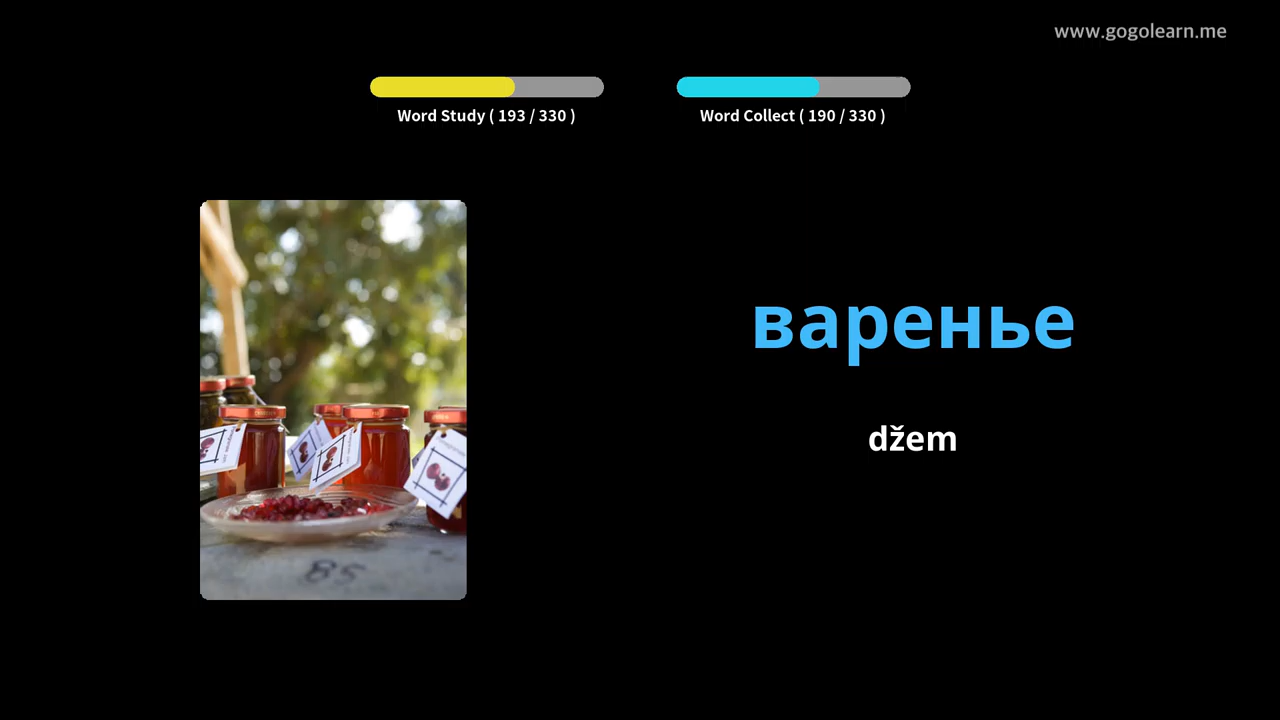 www.gogolearn.me
Word Study ( 193 / 330 )
Word Collect ( 190 / 330 )
варенье
džem
85